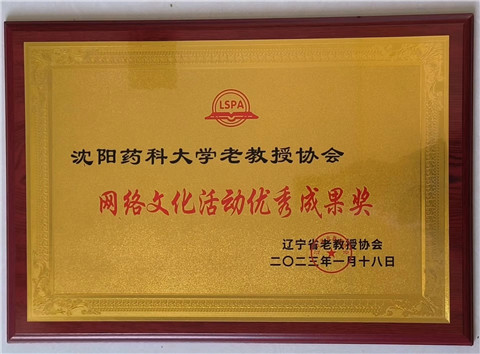 LSPA
沈阳药科大学老教授协会
网络文化活动优秀成果奖
辽宁省老教授协会
二〇二三年一月十八日